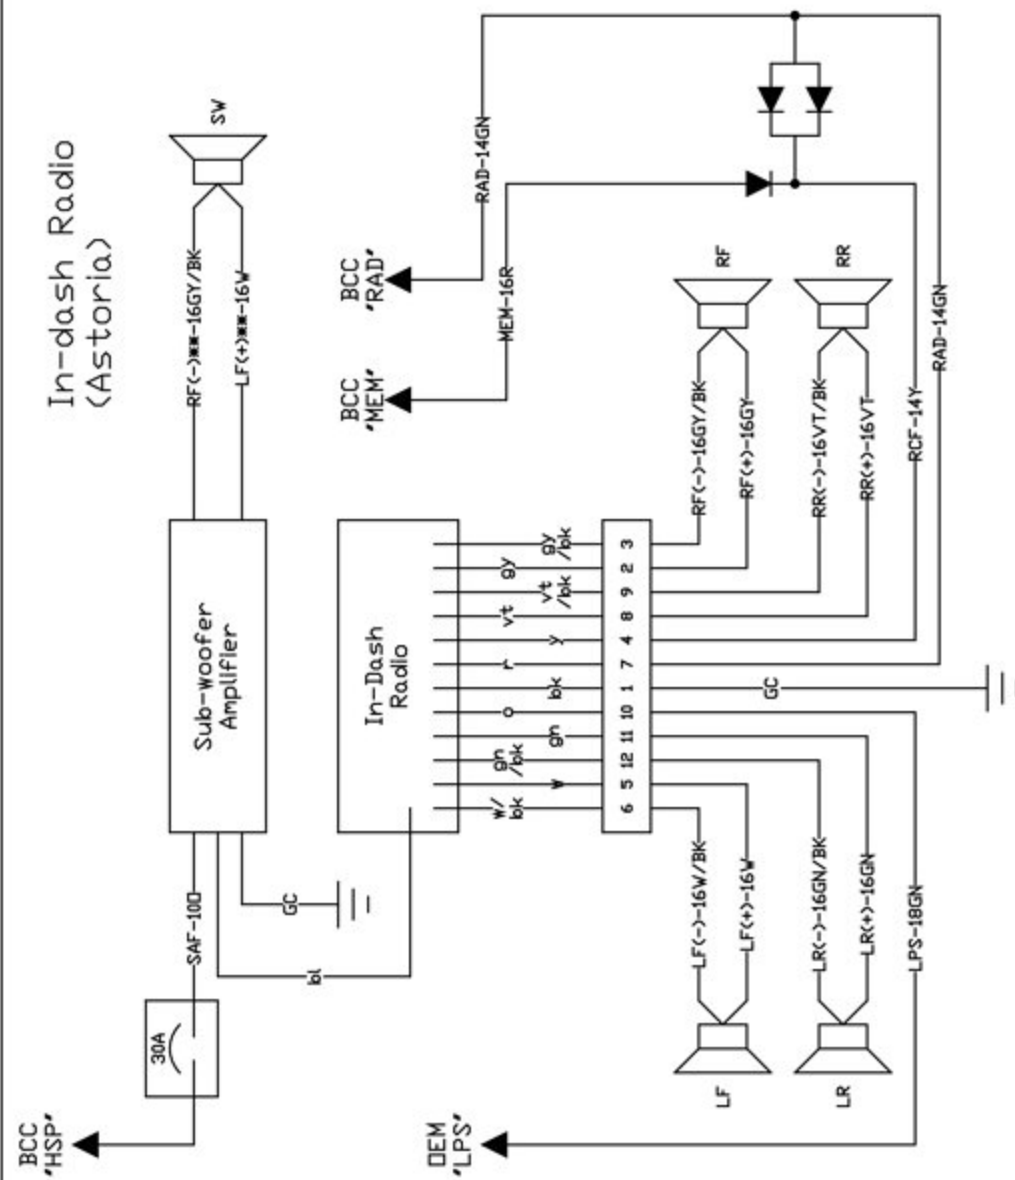 BCC
'HSP'
In-dash Radio
(Astoria)
30A
SAF-10O
Sub-woofer
Amplifier
RF(-)**-16GY/BK
LF(+)**-16W
SW
GC
bl
BCC
'MEM'
BCC
'RAD'
In-Dash
Radio
OEM
'LPS'
MEM-16R
RAD-14GN
w/
bk
w
gn
/bk
gn
o
bk
r
y
vt
vt
/bk
gy
gy
/bk
6 5 12 11 10 1 7 4 8 9 2 3
LF
LF(-)-16W/BK
LF(+)-16W
RF(-)-16GY/BK
RF(+)-16GY
RF
GC
LR
LR(-)-16GN/BK
LR(+)-16GN
RR(-)-16VT/BK
RR(+)-16VT
RR
LPS-18GN
RCF-14Y
RAD-14GN